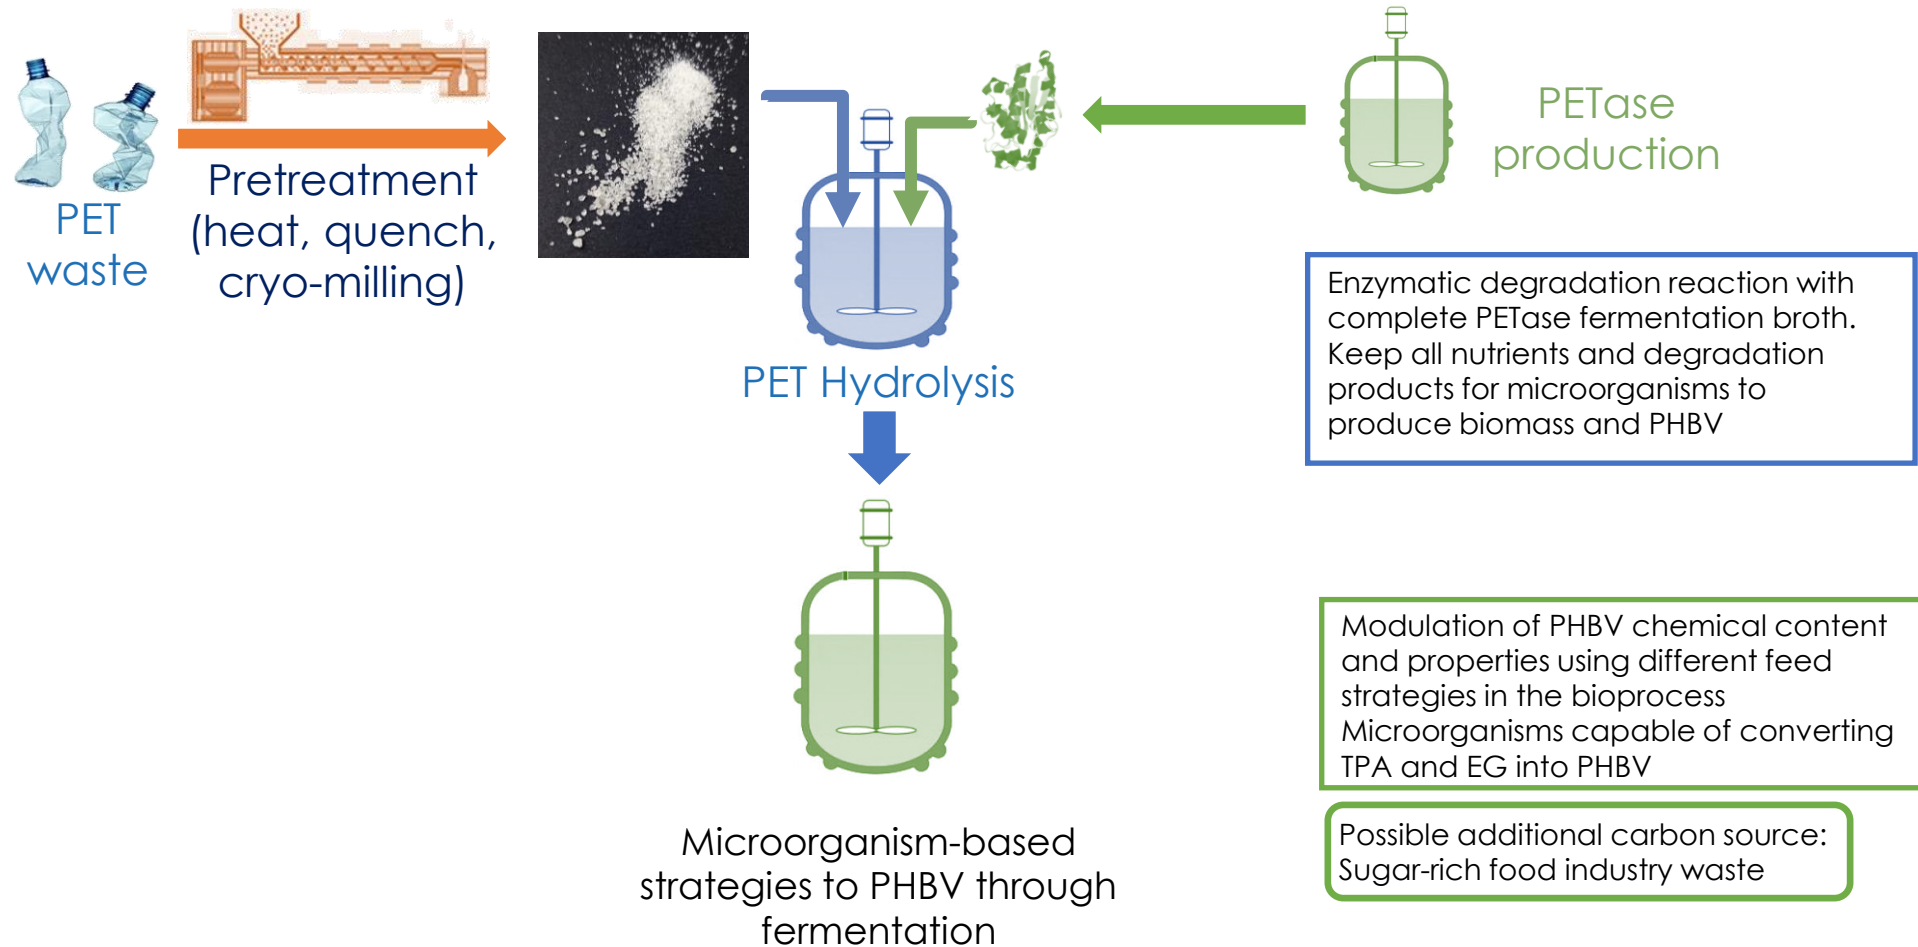 PET
waste
Pretreatment
(heat, quench,
cryo-milling)
PETase
production
PET Hydrolysis
Enzymatic degradation reaction with
complete PETase fermentation broth.
Keep all nutrients and degradation
products for microorganisms to
produce biomass and PHBV
Modulation of PHBV chemical content
and properties using different feed
strategies in the bioprocess
Microorganisms capable of converting
TPA and EG into PHBV
Possible additional carbon source:
Sugar-rich food industry waste
Microorganism-based
strategies to PHBV through
fermentation